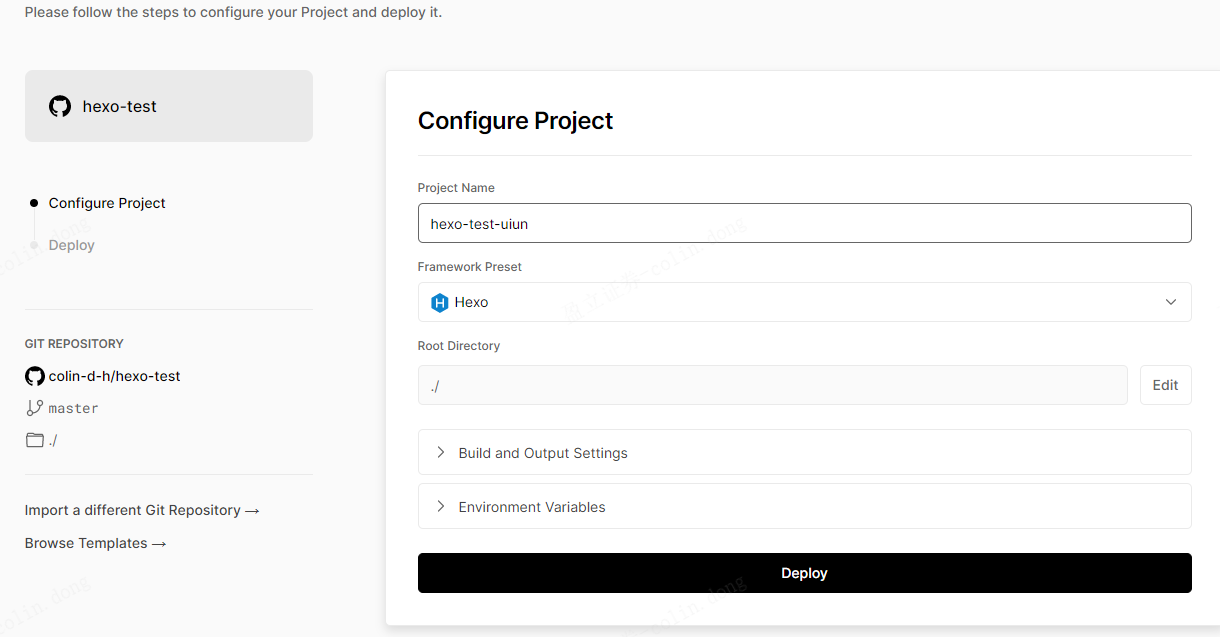 Please follow the steps to configure your Project and deploy it.
hexo-test
Configure Project
Deploy
GIT REPOSITORY
colin-d-h/hexo-test
master
./
Import a different Git Repository →
Browse Templates →
Configure Project
Project Name
hexo-test-uiun
Framework Preset
Hexo
Root Directory
./
Edit
Build and Output Settings
Environment Variables
Deploy